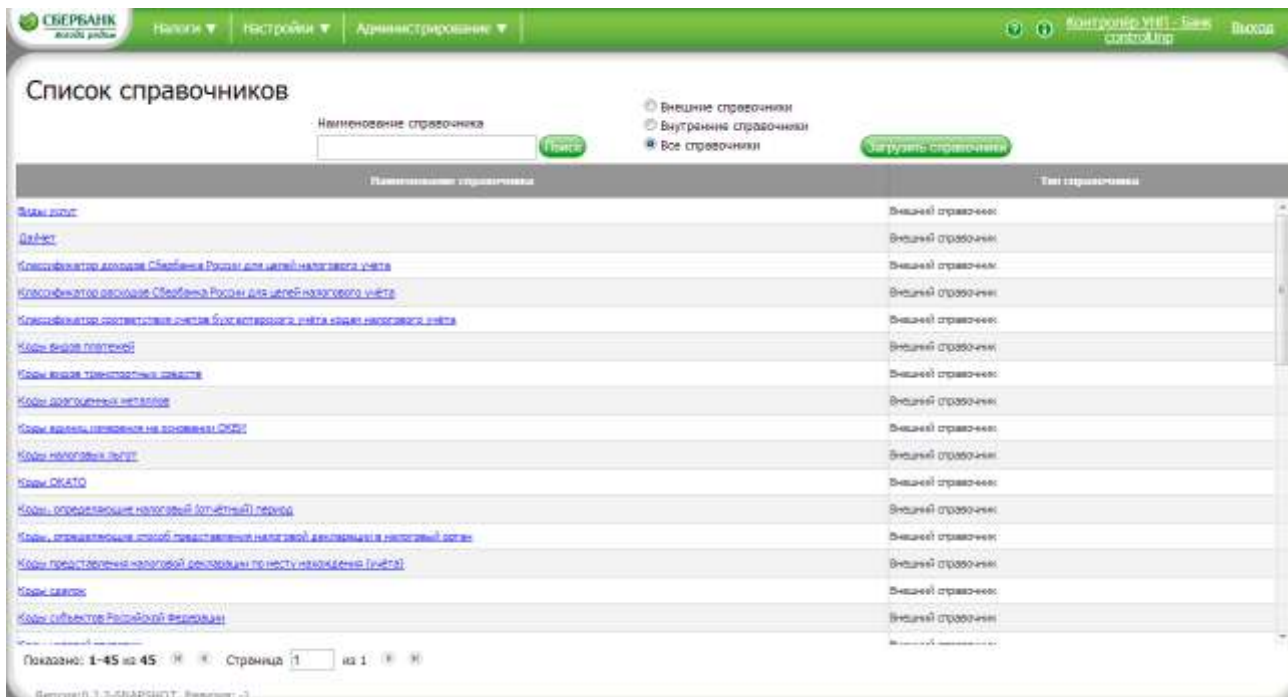 СБЕРБАНК
всегда рядом
Налоги ▼ Настройки ▼ Администрирование ▼
Контролёр УНП - Банк
controlUnp
Выход
Список справочников
Наименование справочника
Поиск
Внешние справочники
Внутренние справочники
Все справочники
Загрузить справочники
Наименование справочника Тип справочника
Виды услуг Внешний справочник
Да/Нет Внешний справочник
Классификатор доходов Сбербанка России для целей налогового учёта Внешний справочник
Классификатор расходов Сбербанка России для целей налогового учёта Внешний справочник
Классификатор соответствия счетов бухгалтерского учёта кодам налогового учёта Внешний справочник
Коды видов платежей Внешний справочник
Коды видов транспортных средств Внешний справочник
Коды драгоценных металлов Внешний справочник
Коды единиц измерения на основании ОКЕИ Внешний справочник
Коды налоговых льгот Внешний справочник
Коды ОКАТО Внешний справочник
Коды, определяющие налоговый (отчётный) период Внешний справочник
Коды, определяющие способ представления налоговой декларации в налоговый орган Внешний справочник
Коды представления налоговой декларации по месту нахождения (учёта) Внешний справочник
Коды сделок Внешний справочник
Коды субъектов Российской Федерации Внешний справочник
Показано: 1-45 из 45 Страница 1 из 1